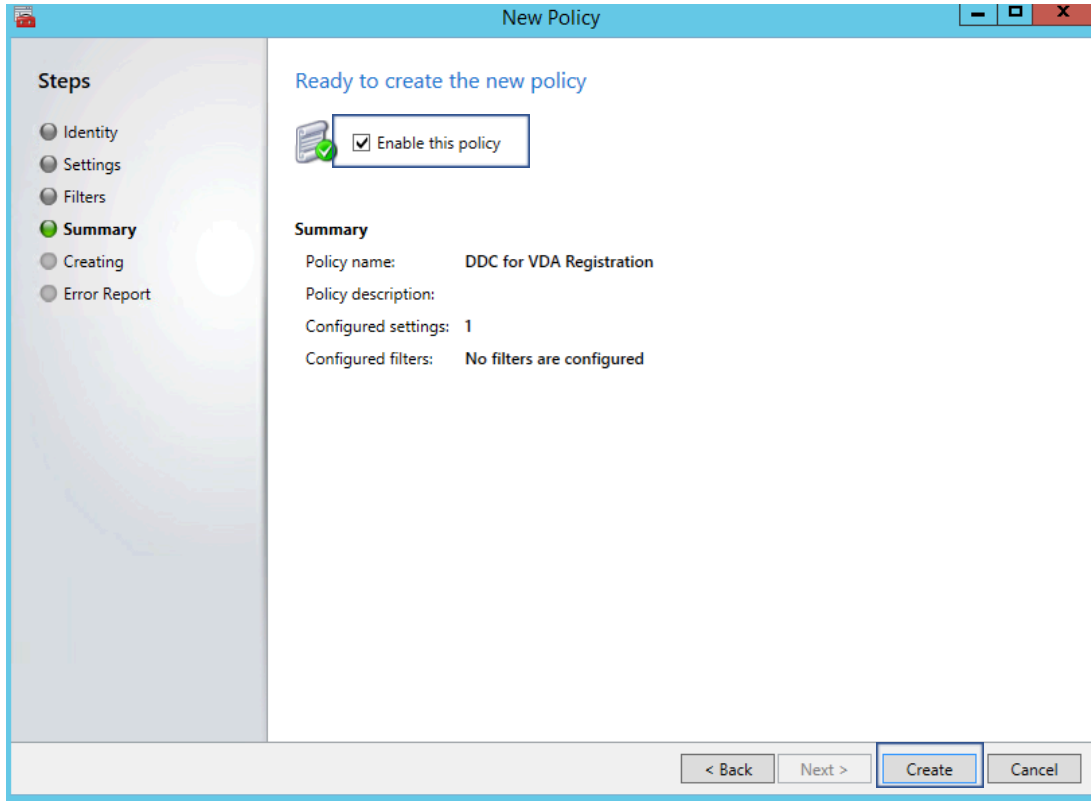 New Policy
Steps
Identity
Settings
Filters
Summary
Creating
Error Report
Ready to create the new policy
Enable this policy
Summary
Policy name: DDC for VDA Registration
Policy description:
Configured settings: 1
Configured filters: No filters are configured
< Back Next > Create Cancel